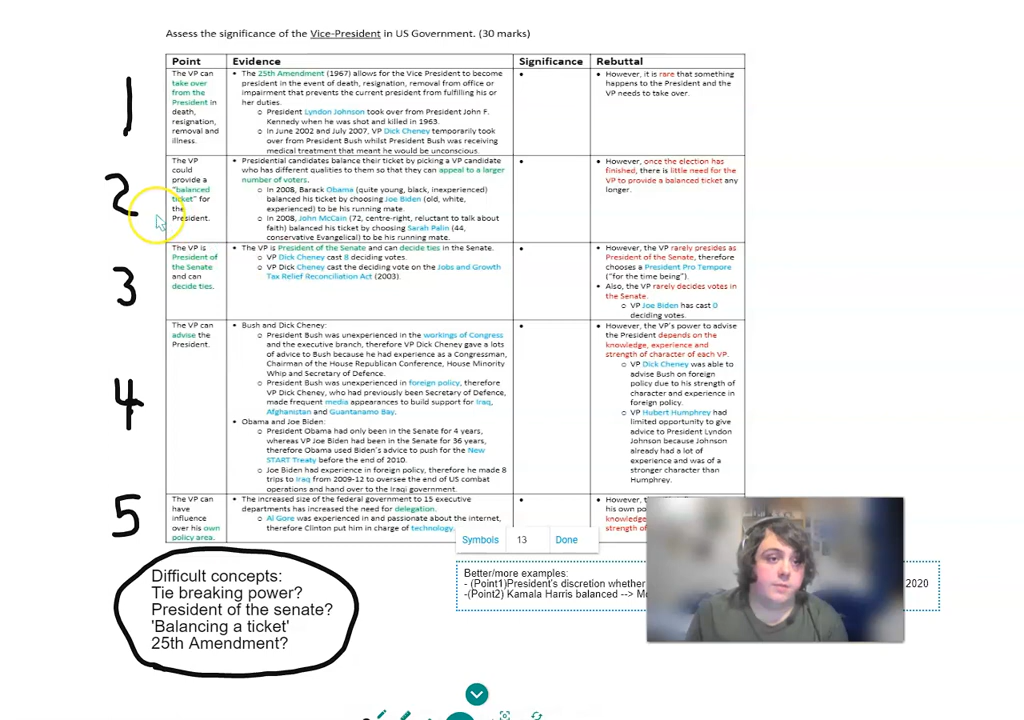 Assess the significance of the Vice-President in US Government. (30 marks)
Point Evidence Significance Rebuttal
1
The VP can
take over
from the
President in
death,
resignation,
removal and
illness.
• The 25th Amendment (1967) allows for the Vice President to become
president in the event of death, resignation, removal from office or
impairment that prevents the current president from fulfilling his or
her duties.
o President Lyndon Johnson took over from President John F.
Kennedy when he was shot and killed in 1963.
o In June 2002 and July 2007, VP Dick Cheney temporarily took
over from President Bush whilst President Bush was receiving
medical treatment that meant he would be unconscious.
•
• However, it is rare that something
happens to the President and the
VP needs to take over.
2
The VP
could
provide a
"balanced
ticket" for
the
President.
• Presidential candidates balance their ticket by picking a VP candidate
who has different qualities to them so that they can appeal to a larger
number of voters.
o In 2008, Barack Obama (quite young, black, inexperienced)
balanced his ticket by choosing Joe Biden (old, white,
experienced) to be his running mate.
o In 2008, John McCain (72, centre-right, reluctant to talk about
faith) balanced his ticket by choosing Sarah Palin (44,
conservative Evangelical) to be his running mate.
•
• However, once the election has
finished, there is little need for the
VP to provide a balanced ticket any
longer.
3
The VP is
President of
the Senate
and can
decide ties.
• The VP is President of the Senate and can decide ties in the Senate.
o VP Dick Cheney cast 8 deciding votes.
o VP Dick Cheney cast the deciding vote on the Jobs and Growth
Tax Relief Reconciliation Act (2003).
•
• However, the VP rarely presides as
President of the Senate, therefore
chooses a President Pro Tempore
("for the time being").
• Also, the VP rarely decides votes in
the Senate.
o VP Joe Biden has cast 0
deciding votes.
4
The VP can
advise the
President.
• Bush and Dick Cheney:
o President Bush was unexperienced in the workings of Congress
and the executive branch, therefore VP Dick Cheney gave a lots
of advice to Bush because he had experience as a Congressman,
Chairman of the House Republican Conference, House Minority
Whip and Secretary of Defence.
o President Bush was unexperienced in foreign policy, therefore
VP Dick Cheney, who had previously been Secretary of Defence,
made frequent media appearances to build support for Iraq,
Afghanistan and Guantanamo Bay.
• Obama and Joe Biden:
o President Obama had only been in the Senate for 4 years,
whereas VP Joe Biden had been in the Senate for 36 years,
therefore Obama used Biden's advice to push for the New
START Treaty before the end of 2010.
o Joe Biden had experience in foreign policy, therefore he made 8
trips to Iraq from 2009-12 to oversee the end of US combat
operations and hand over to the Iraqi government.
•
• However, the VP's power to advise
the President depends on the
knowledge, experience and
strength of character of each VP.
o VP Dick Cheney was able to
advise Bush on foreign
policy due to his strength of
character and experience in
foreign policy.
o VP Hubert Humphrey had
limited opportunity to give
advice to President Lyndon
Johnson because Johnson
already had a lot of
experience and was of a
stronger character than
Humphrey.
5
The VP can
have
influence
over his own
policy area.
• The increased size of the federal government to 15 executive
departments has increased the need for delegation.
o Al Gore was experienced in and passionate about the internet,
therefore Clinton put him in charge of technology.
•
• However,
his own
strength of
Symbols 13 Done
Difficult concepts:
Tie breaking power?
President of the senate?
'Balancing a ticket'
25th Amendment?
Better/more examples:
- (Point1)President's discretion whether 2020
-(Point2) Kamala Harris balanced -->